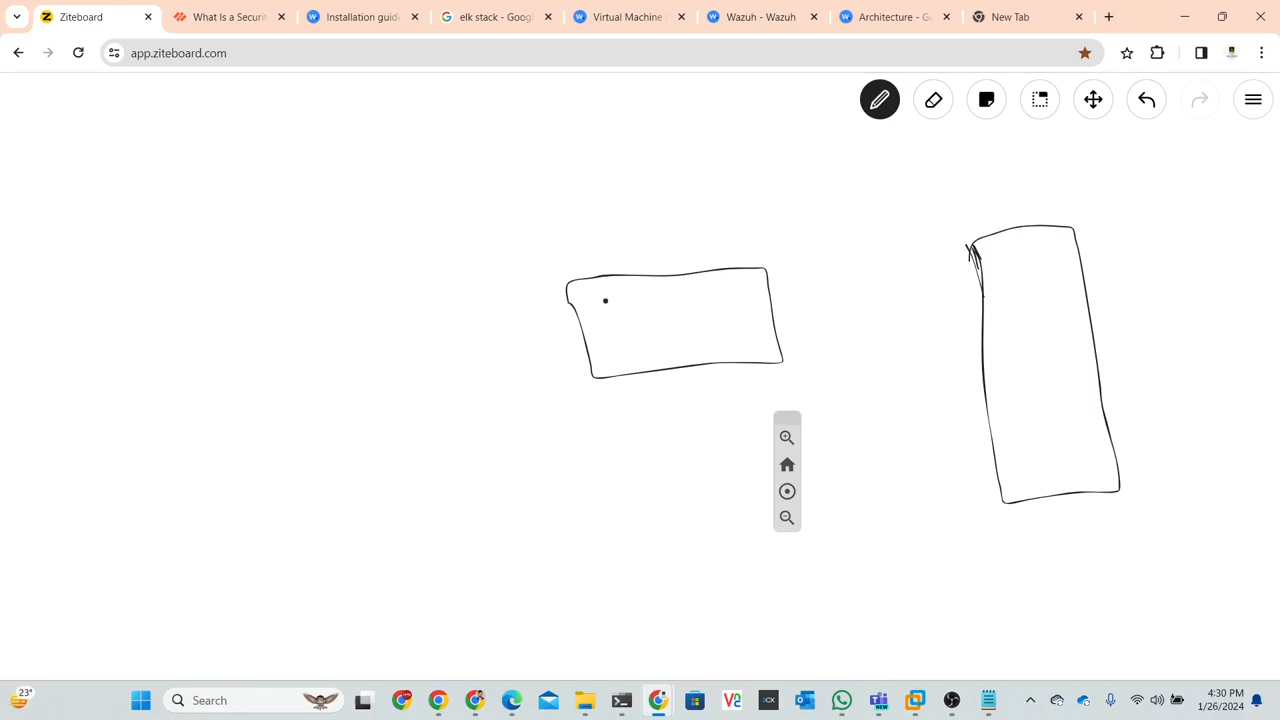 Ziteboard
What Is a Securit
Installation guid
elk stack - Goog
Virtual Machine
Wazuh - Wazuh
Architecture - G
New Tab
app.ziteboard.com
23°
Search
4:30 PM
1/26/2024